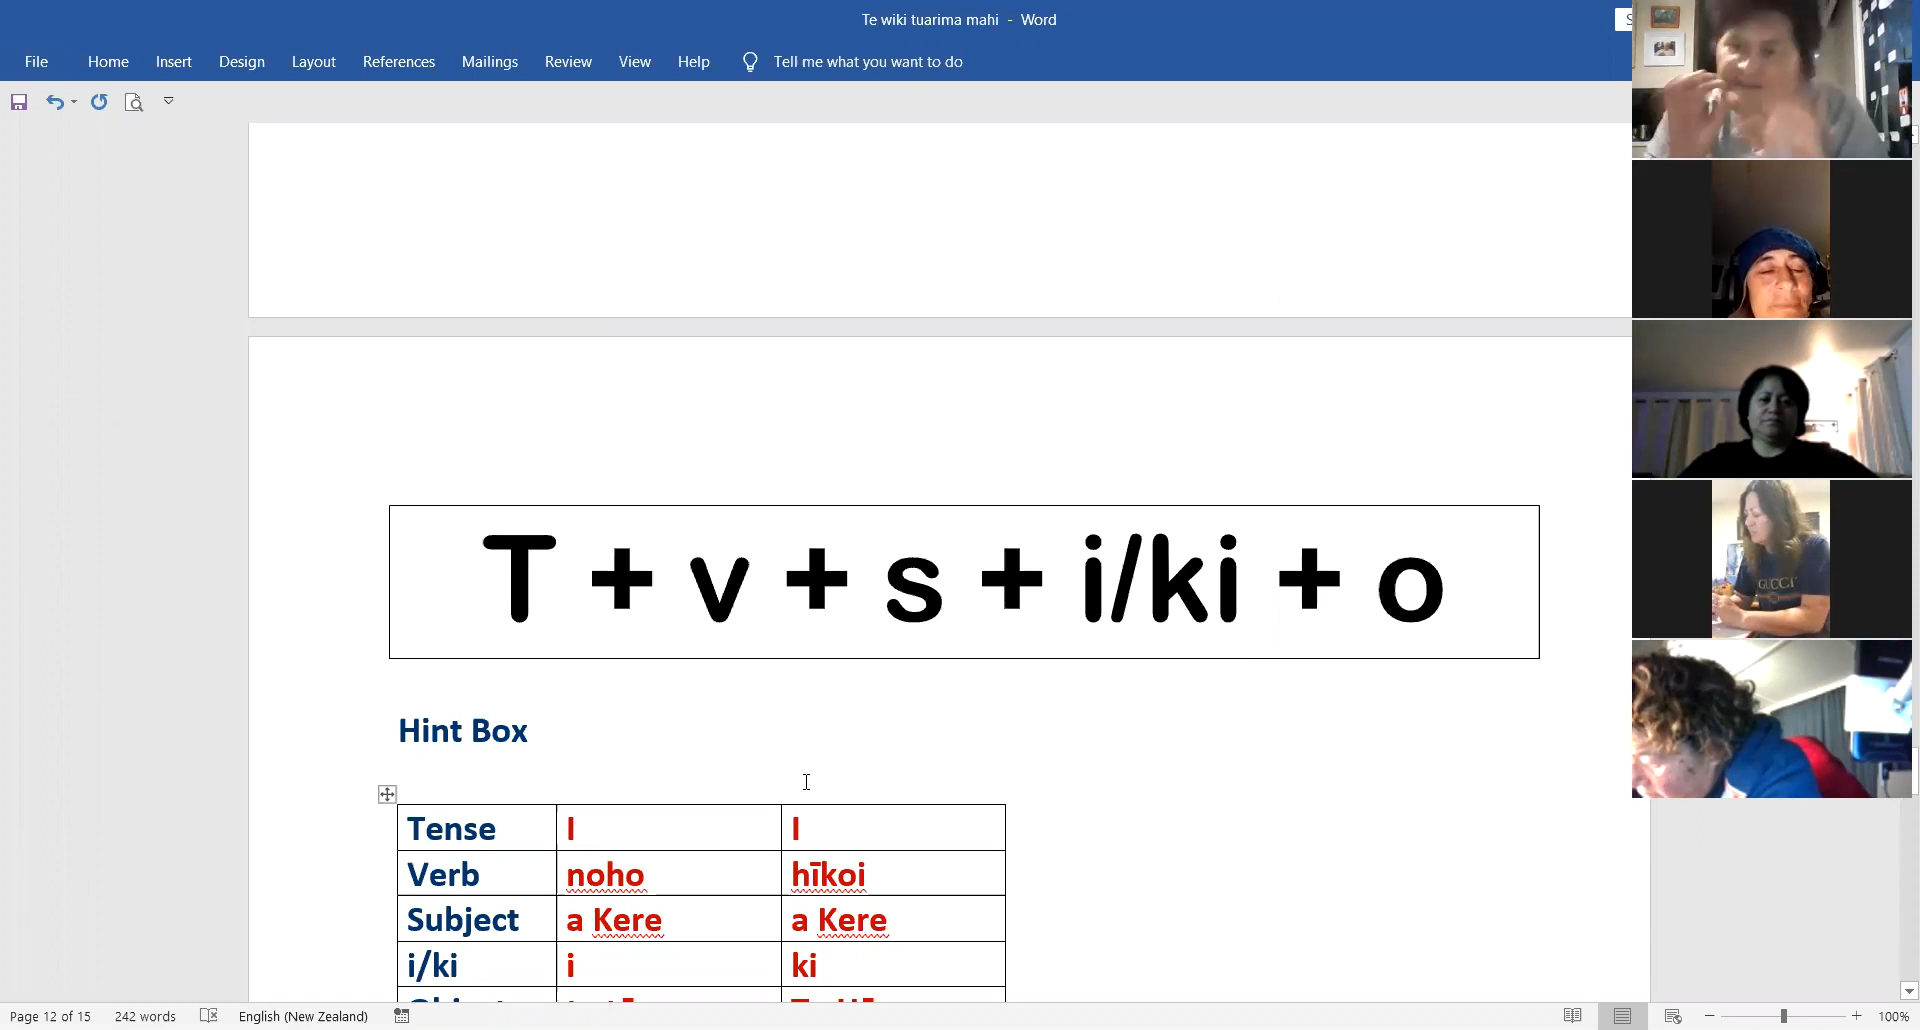 Te wiki tuarima mahi - Word
File Home Insert Design Layout References Mailings Review View Help Tell me what you want to do
T + v + s + i/ki + o
Hint Box
Tense I I
Verb noho hīkoi
Subject a Kere a Kere
i/ki i ki
GUCCI
Page 12 of 15 242 words English (New Zealand) 100%